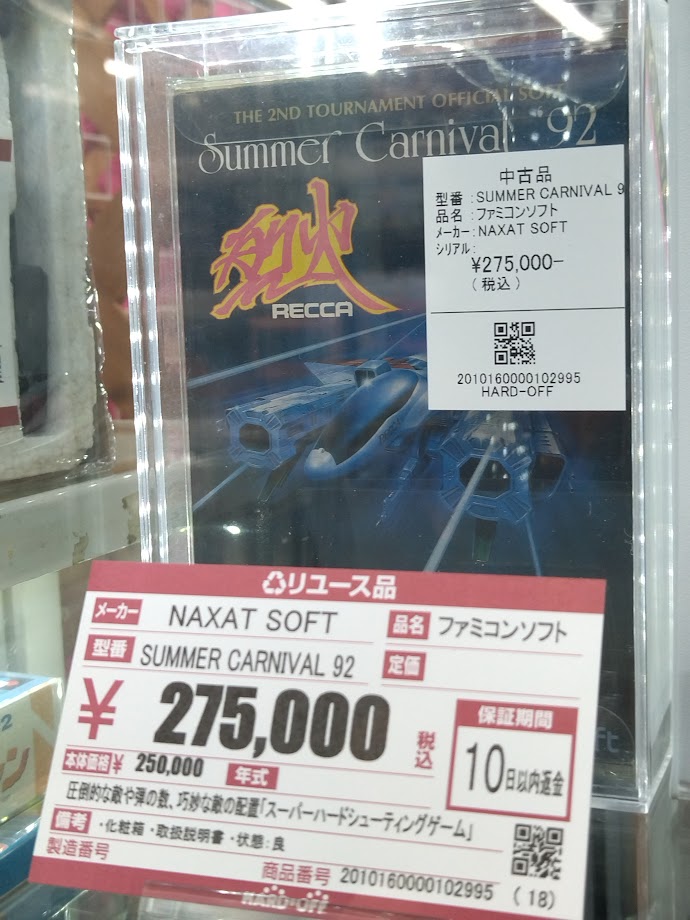 THE 2ND TOURNAMENT OFFICIAL SOFT
Summer Carnival '92
烈火
RECCA
中古品
型番 : SUMMER CARNIVAL 9
品名 : ファミコンソフト
メーカー : NAXAT SOFT
シリアル :
¥275,000-
(税込)
2010160000102995
HARD-OFF
リユース品
メーカー NAXAT SOFT 品名 ファミコンソフト
型番 SUMMER CARNIVAL 92 定価
¥ 275,000 税込
本体価格¥ 250,000 年式
保証期間
10日以内返金
圧倒的な敵や弾の数、巧妙な敵の配置「スーパーハードシューティングゲーム」
備考 ・化粧箱・取扱説明書・状態:良
製造番号
商品番号 2010160000102995 (18)
HARD-OFF